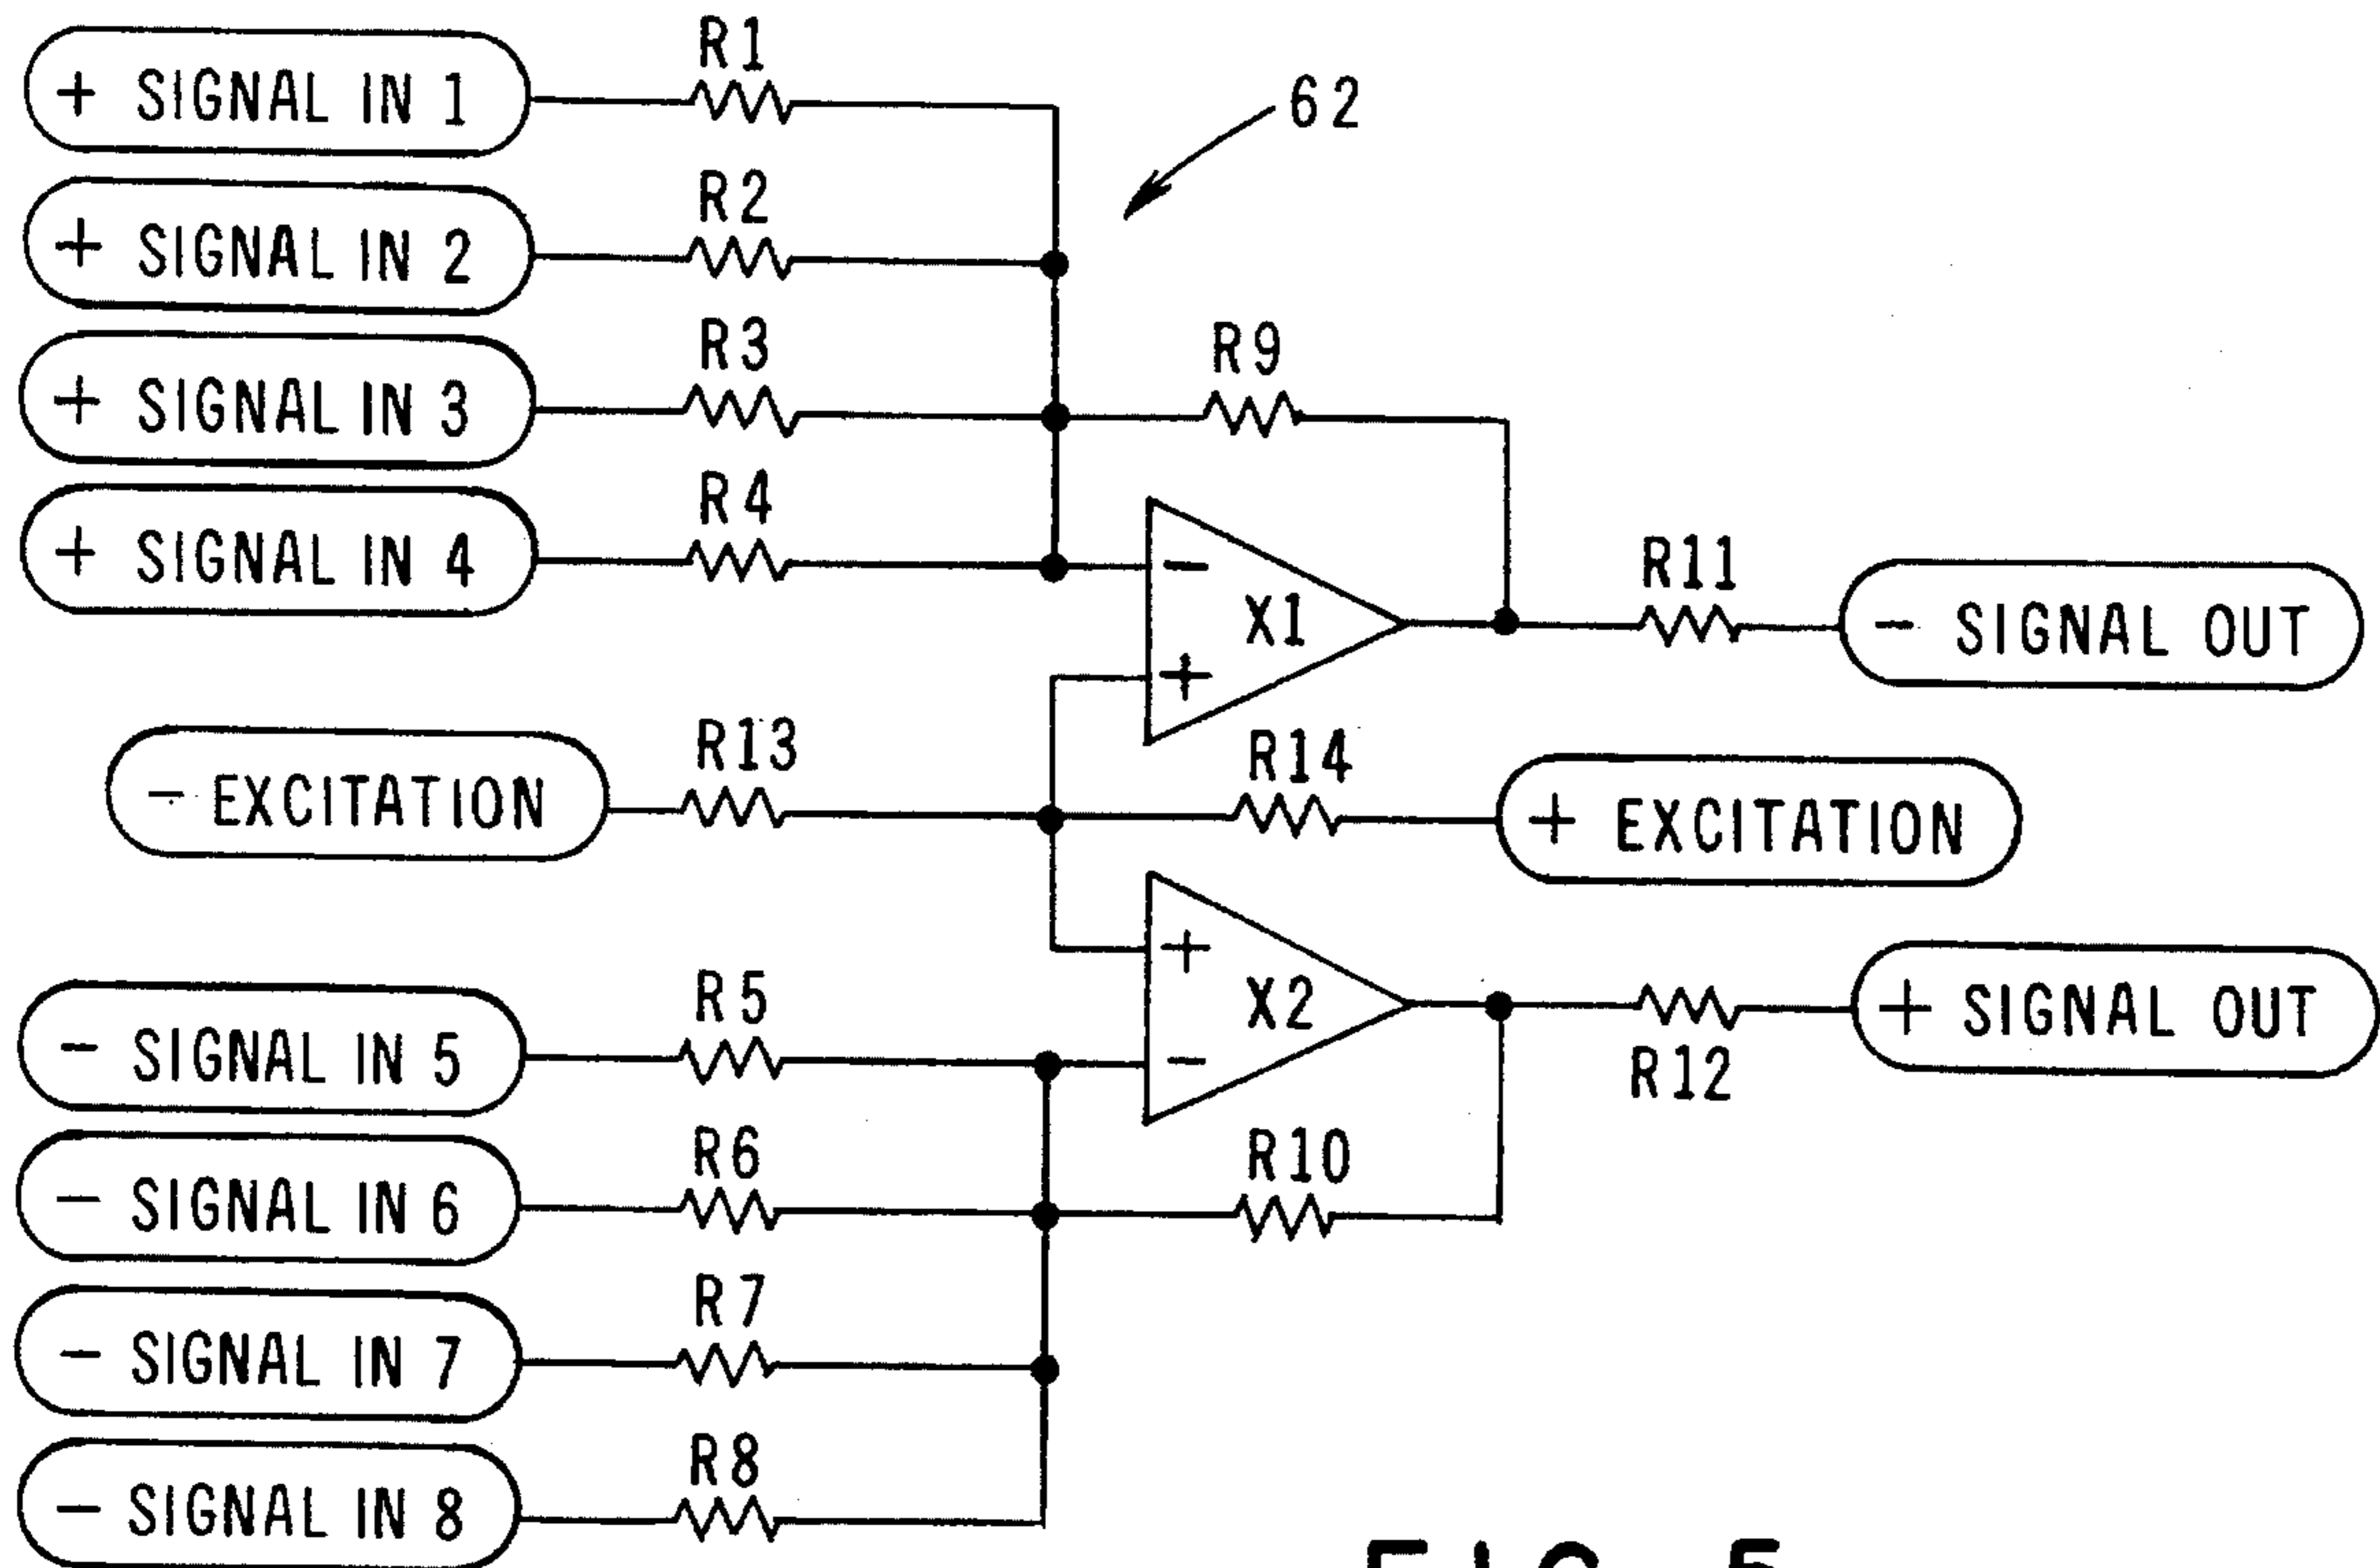 R1
+ SIGNAL IN 1
62
R2
+ SIGNAL IN 2
R3
+ SIGNAL IN 3
R9
R4
+ SIGNAL IN 4
-
X1
+
R11
- SIGNAL OUT
R13
- EXCITATION
R14
+ EXCITATION
+
X2
-
R12
+ SIGNAL OUT
R5
- SIGNAL IN 5
R6
- SIGNAL IN 6
R10
R7
- SIGNAL IN 7
R8
- SIGNAL IN 8